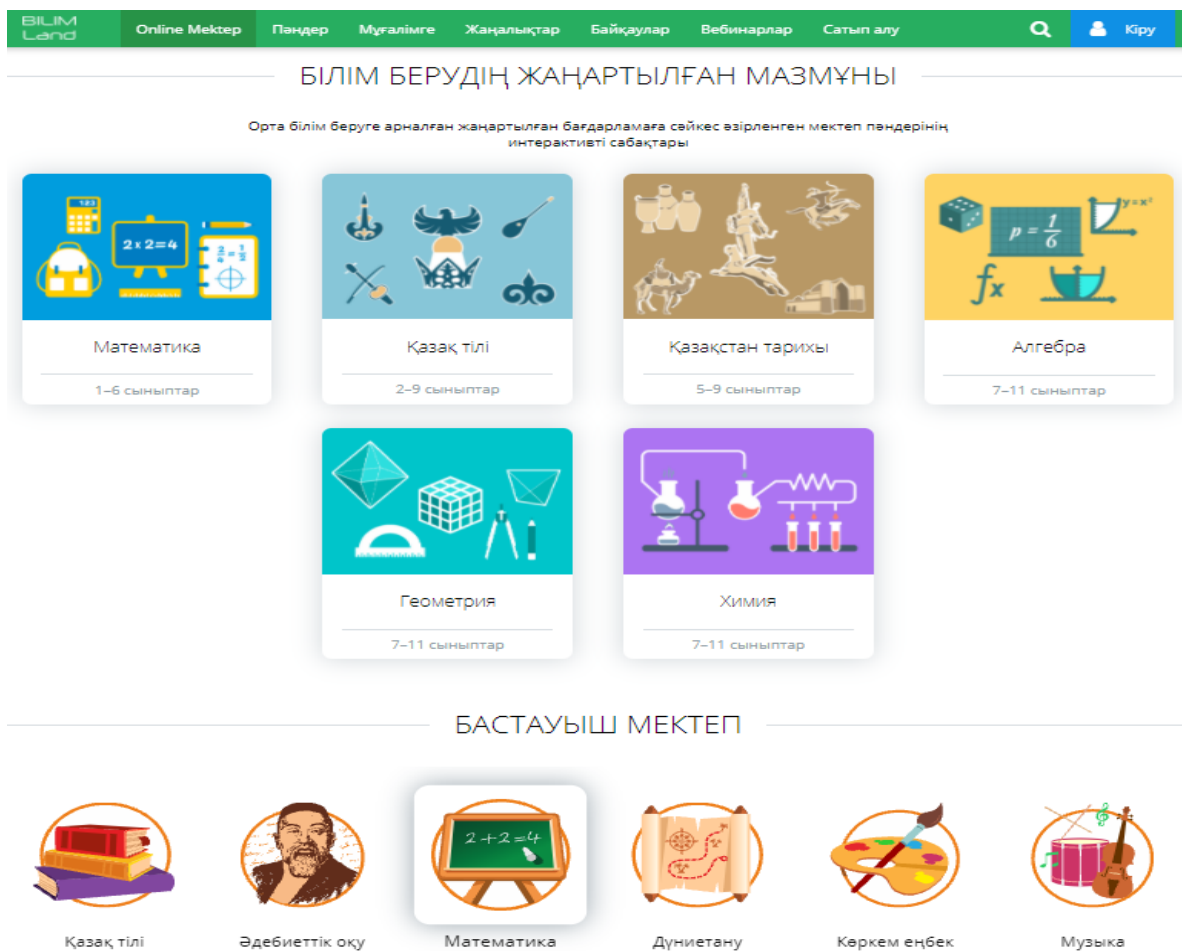 BILIM
Land
Online Mektep Пәндер Мұғалімге Жаңалықтар Байқаулар Вебинарлар Сатып алу Кіру
БІЛІМ БЕРУДІҢ ЖАҢАРТЫЛҒАН МАЗМҰНЫ
Орта білім беруге арналған жаңартылған бағдарламаға сәйкес әзірленген мектеп пәндерінің
интерактивті сабақтары
123
2x2=4
p = 1/6
y=x²
fx
Математика Қазақ тілі Қазақстан тарихы Алгебра
1–6 сыныптар 2–9 сыныптар 5–9 сыныптар 7–11 сыныптар
Геометрия Химия
7–11 сыныптар 7–11 сыныптар
БАСТАУЫШ МЕКТЕП
2+2=4
Қазақ тілі Әдебиеттік оқу Математика Дүниетану Көркем еңбек Музыка